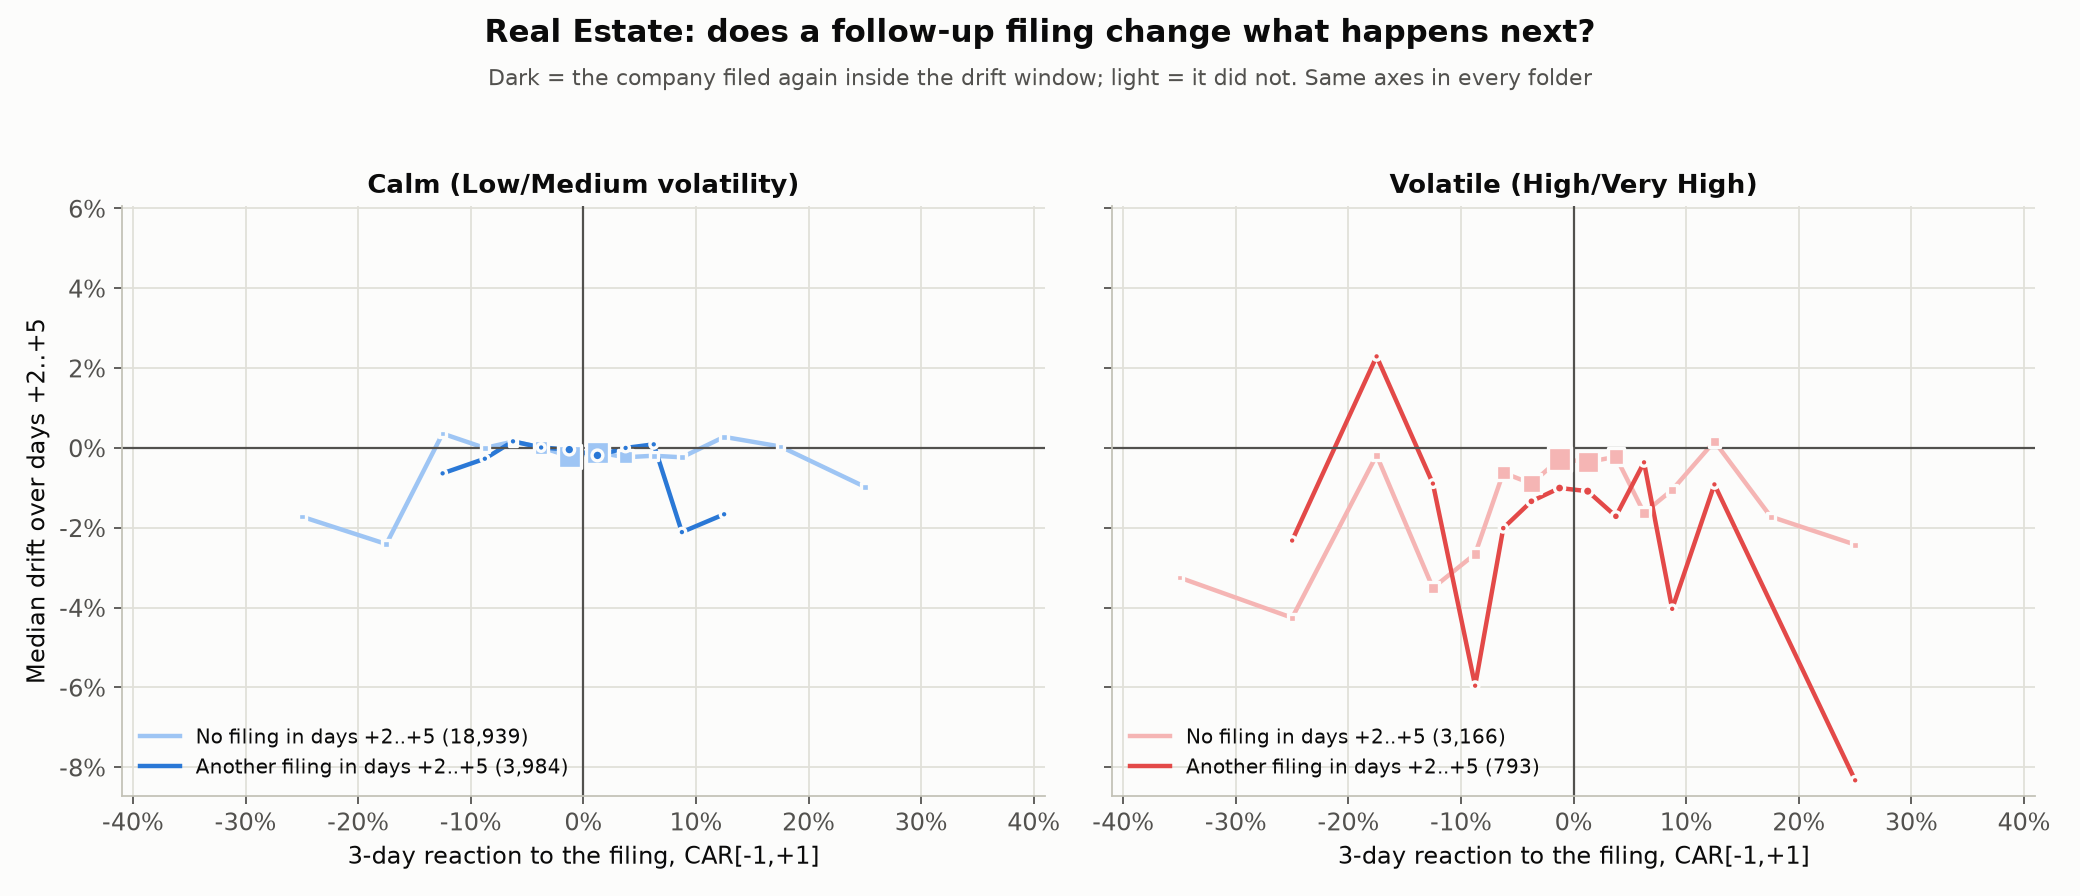 Real Estate: does a follow-up filing change what happens next?
Dark = the company filed again inside the drift window; light = it did not. Same axes in every folder
Calm (Low/Medium volatility)
Volatile (High/Very High)
Median drift over days +2..+5
6%
4%
2%
0%
-2%
-4%
-6%
-8%
No filing in days +2..+5 (18,939)
Another filing in days +2..+5 (3,984)
No filing in days +2..+5 (3,166)
Another filing in days +2..+5 (793)
-40% -30% -20% -10% 0% 10% 20% 30% 40%
-40% -30% -20% -10% 0% 10% 20% 30% 40%
3-day reaction to the filing, CAR[-1,+1]
3-day reaction to the filing, CAR[-1,+1]